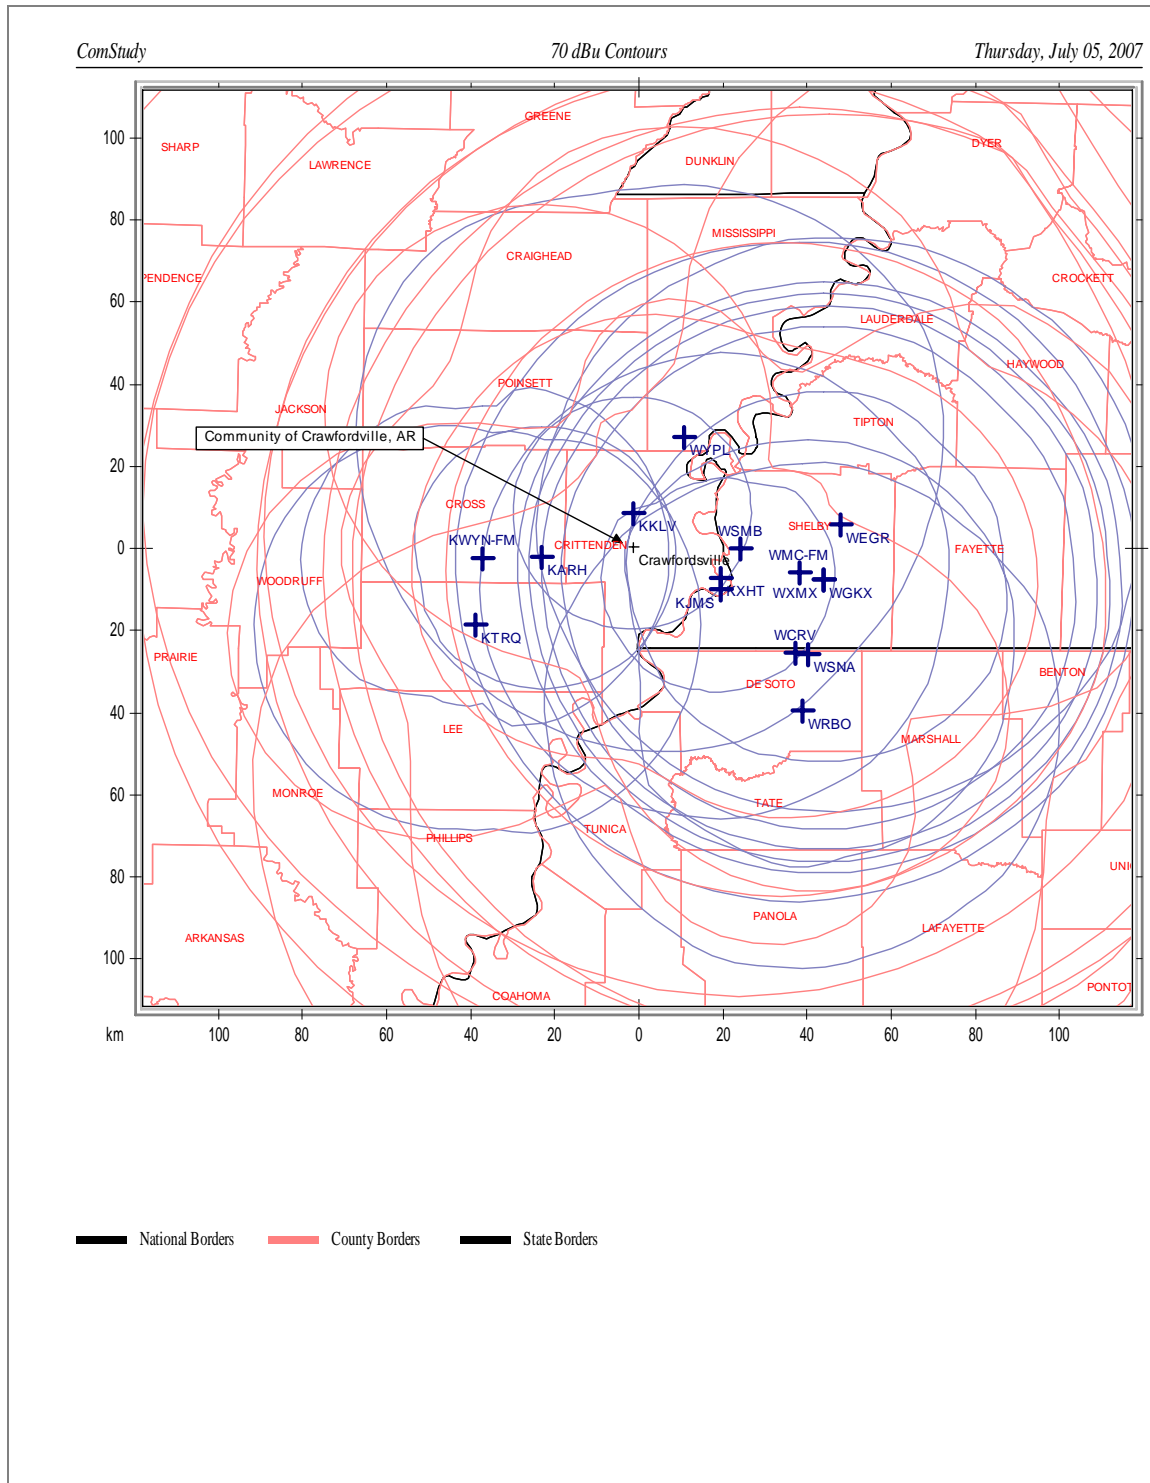 ComStudy 70 dBu Contours Thursday, July 05, 2007
GREENE
SHARP
LAWRENCE
DUNKLIN
DYER
100
80
60
40
20
0
20
40
60
80
100
MISSISSIPPI
CRAIGHEAD
PENDENCE
CROCKETT
LAUDERDALE
HAYWOOD
POINSETT
JACKSON
TIPTON
Community of Crawfordville, AR
WYPL
CROSS
KKLV
WSMB
SHELBY
WEGR
KWYN-FM
CRITTENDEN
Crawfordsville
FAYETTE
KARH
WMC-FM
WOODRUFF
KXHT
KJMS
WXMX
WGKX
KTRQ
WCRV
PRAIRIE
WSNA
BENTON
DE SOTO
WRBO
LEE
MARSHALL
MONROE
TATE
PHILLIPS
TUNICA
UNI
PANOLA
LAFAYETTE
ARKANSAS
COAHOMA
PONTOT
km 100 80 60 40 20 0 20 40 60 80 100
National Borders County Borders State Borders